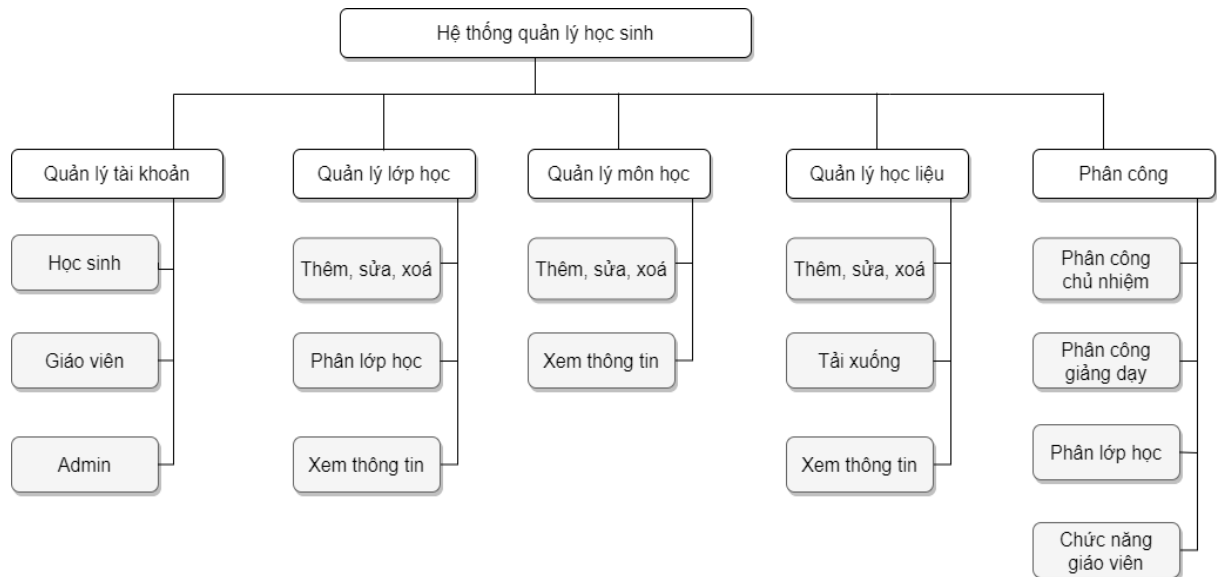 Hệ thống quản lý học sinh
Quản lý tài khoản
Quản lý lớp học
Quản lý môn học
Quản lý học liệu
Phân công
Học sinh
Thêm, sửa, xoá
Thêm, sửa, xoá
Thêm, sửa, xoá
Phân công
chủ nhiệm
Giáo viên
Phân lớp học
Xem thông tin
Tải xuống
Phân công
giảng dạy
Admin
Xem thông tin
Xem thông tin
Phân lớp học
Chức năng
giáo viên